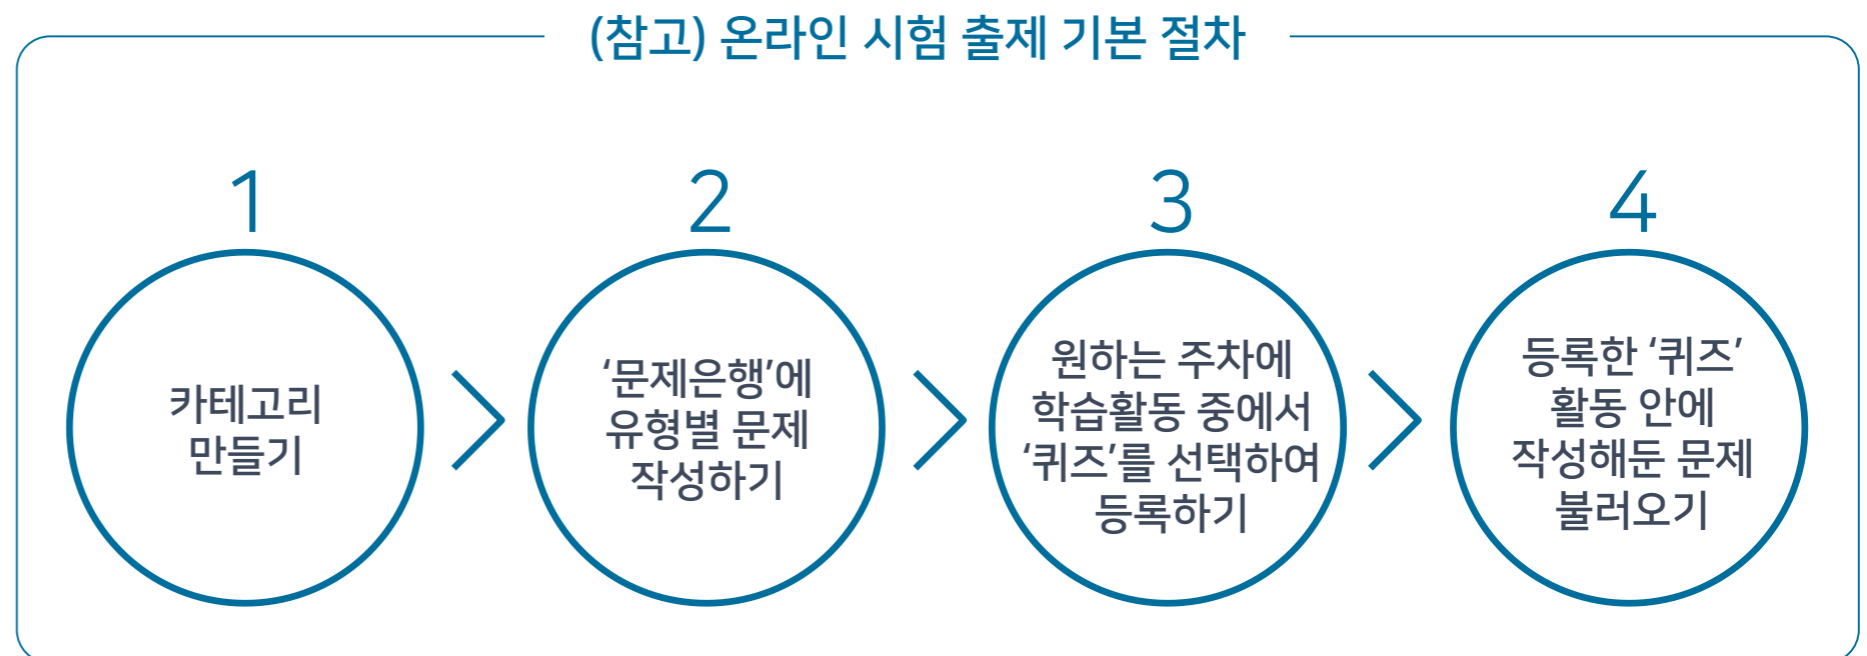 (참고) 온라인 시험 출제 기본 절차
1
카테고리
만들기
2
‘문제은행’에
유형별 문제
작성하기
3
원하는 주차에
학습활동 중에서
‘퀴즈’를 선택하여
등록하기
4
등록한 ‘퀴즈’
활동 안에
작성해둔 문제
불러오기